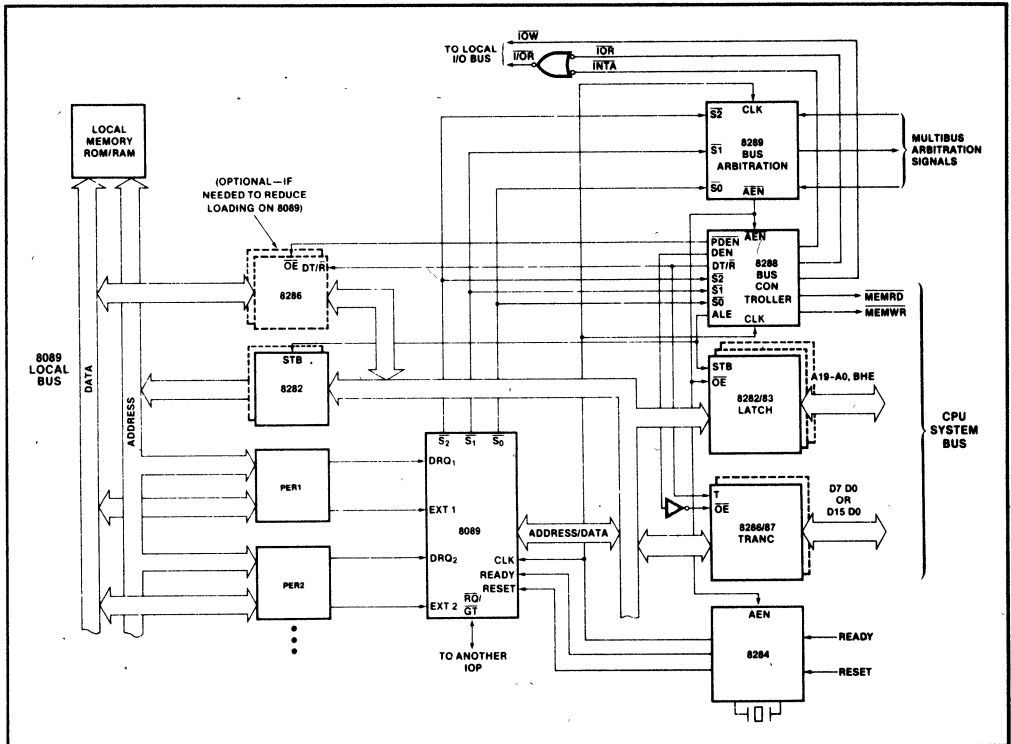 IOW
TO LOCAL
I/O BUS
I/OR
IOR
INTA
LOCAL
MEMORY
ROM/RAM
(OPTIONAL—IF
NEEDED TO REDUCE
LOADING ON 8089)
CLK
S2
S1
S0
8289
BUS
ARBITRATION
AEN
MULTIBUS
ARBITRATION
SIGNALS
OE DT/R
8286
AEN
PDEN
DEN
DT/R
S2
S1
S0
ALE
8288
BUS
CON
TROLLER
CLK
MEMRD
MEMWR
8089
LOCAL
BUS
DATA
ADDRESS
STB
8282
STB
OE
8282/83
LATCH
A19–A0, BHE
CPU
SYSTEM
BUS
S2 S1 S0
DRQ1
EXT 1
8089
DRQ2
EXT 2
CLK
READY
RESET
RQ/
GT
PER1
PER2
ADDRESS/DATA
T
OE
8286/87
TRANC
D7 D0
OR
D15 D0
TO ANOTHER
IOP
AEN
8284
READY
RESET